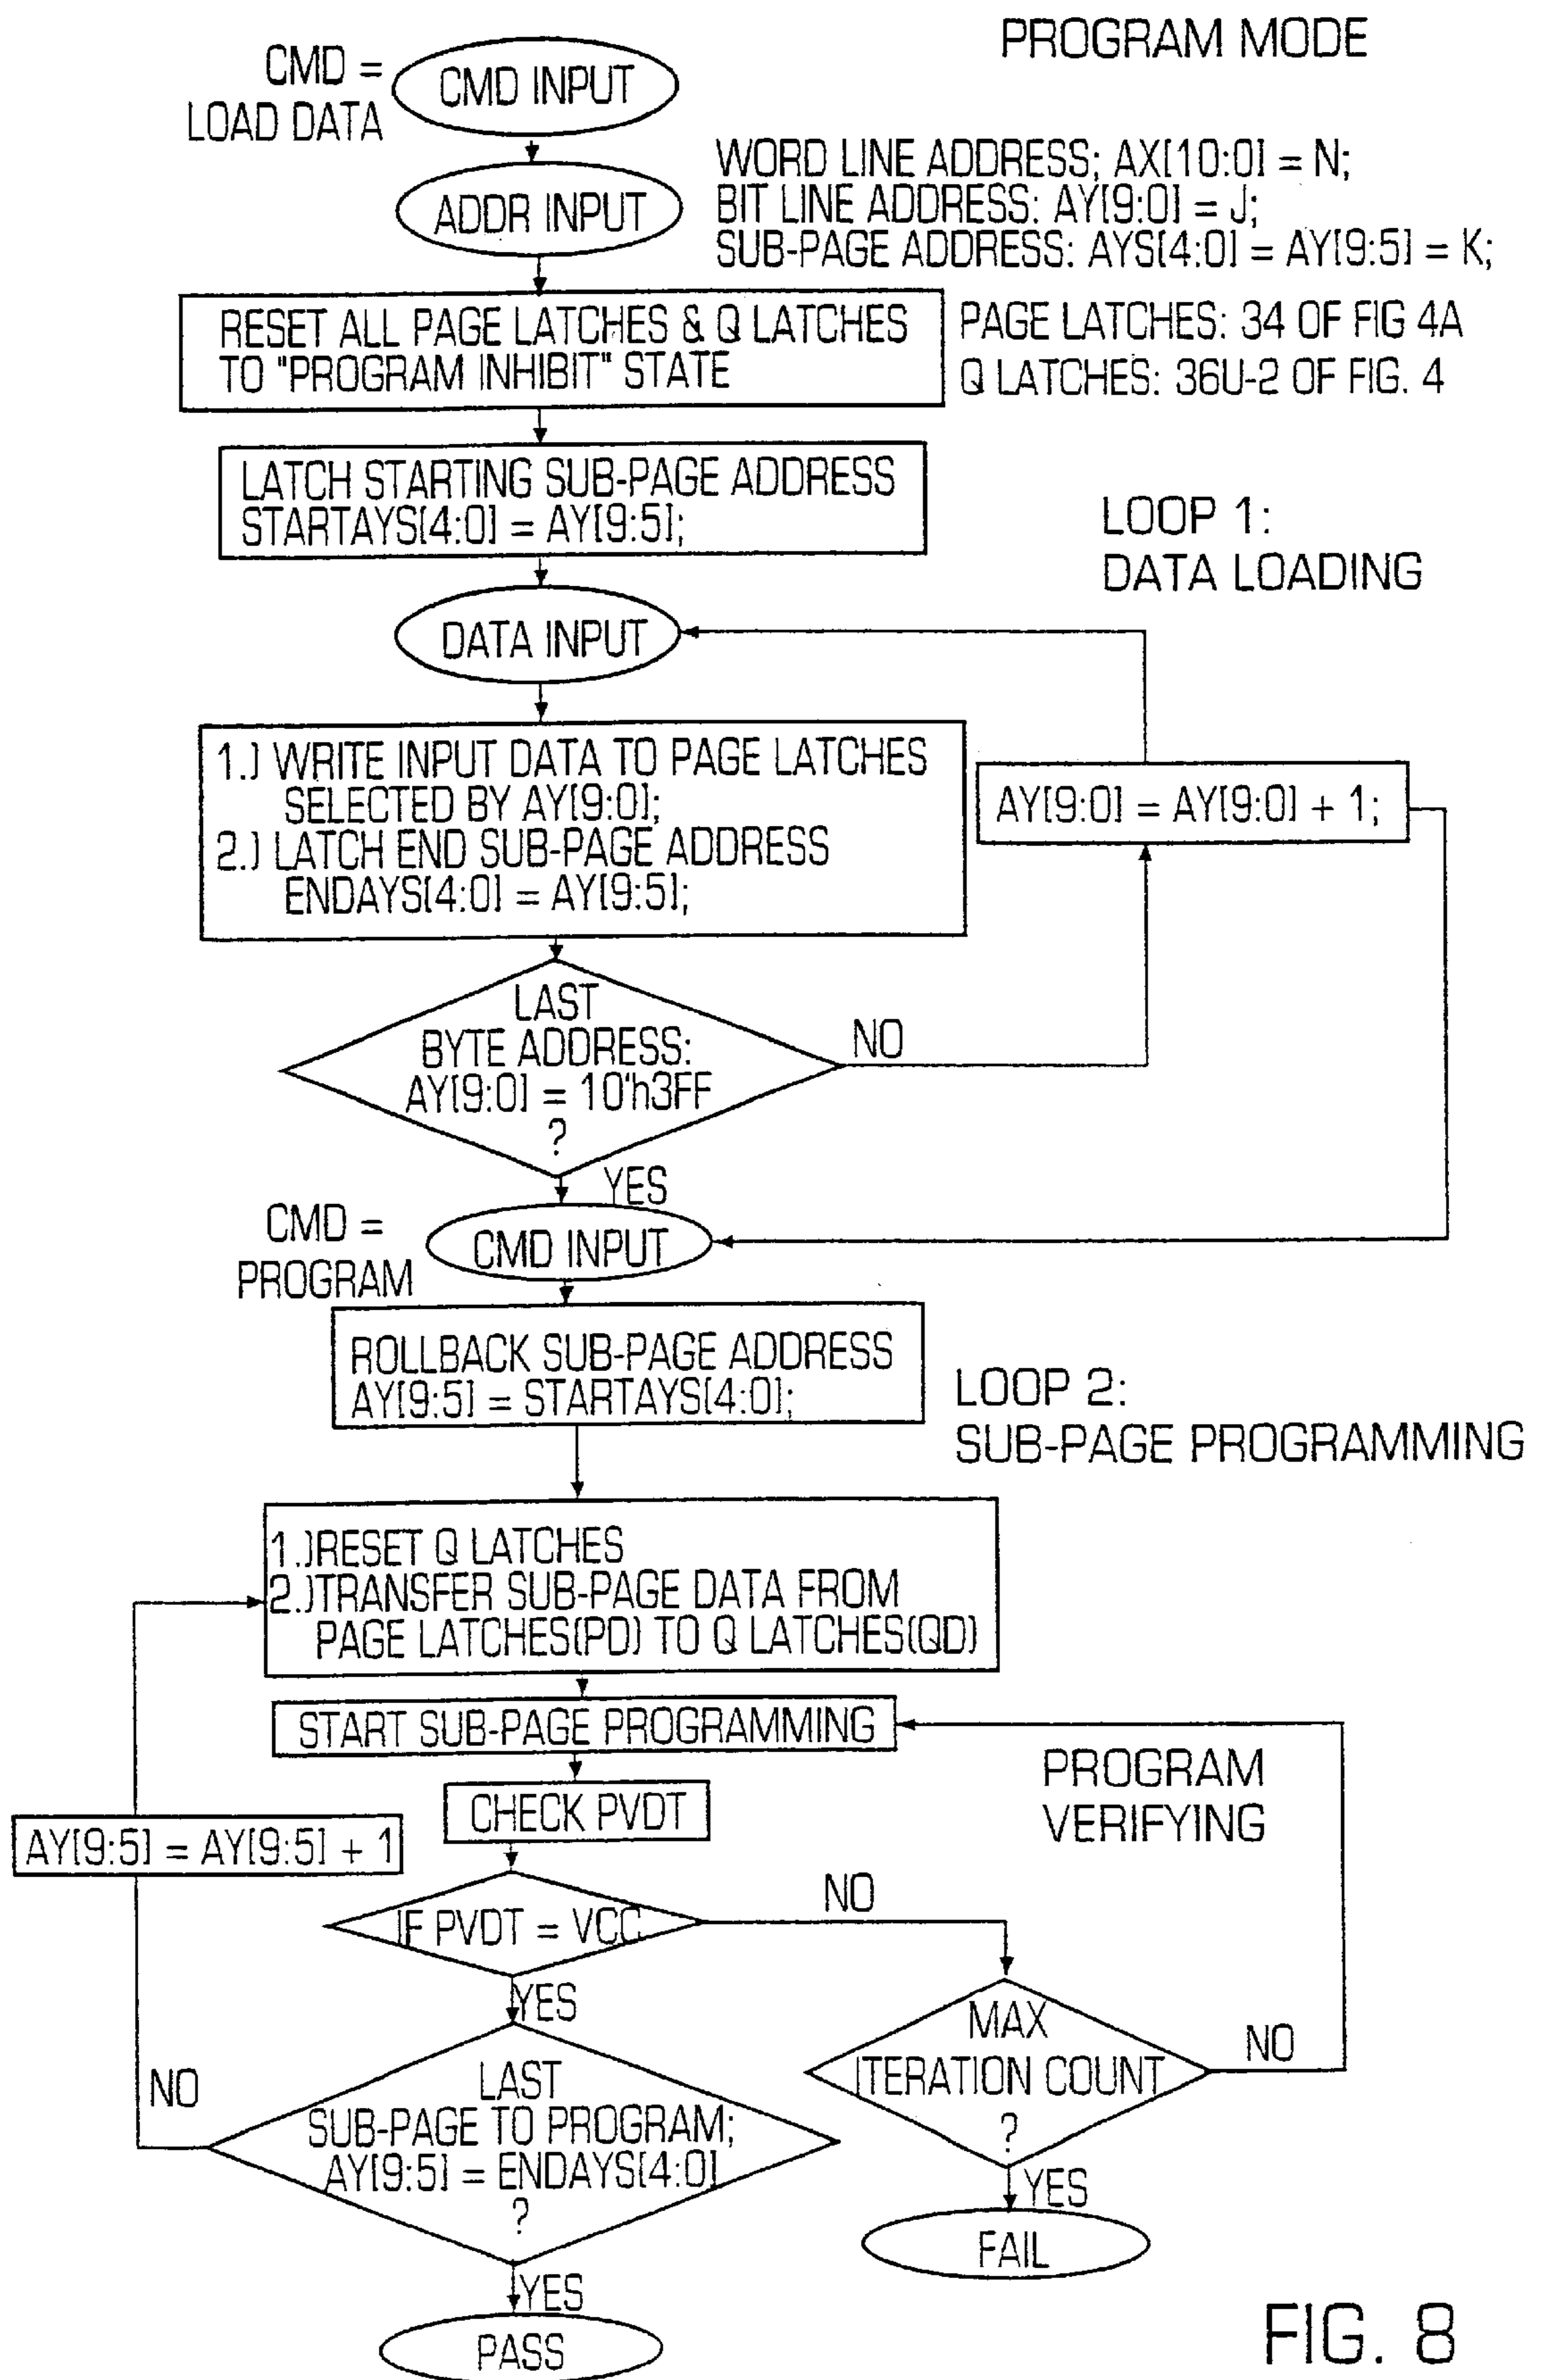 PROGRAM MODE
CMD =
LOAD DATA
CMD INPUT
ADDR INPUT
WORD LINE ADDRESS; AX[10:0] = N;
BIT LINE ADDRESS: AY[9:0] = J;
SUB-PAGE ADDRESS: AYS[4:0] = AY[9:5] = K;
RESET ALL PAGE LATCHES & Q LATCHES
TO "PROGRAM INHIBIT" STATE
PAGE LATCHES: 34 OF FIG 4A
Q LATCHES: 36U-2 OF FIG. 4
LATCH STARTING SUB-PAGE ADDRESS
STARTAYS[4:0] = AY[9:5];
LOOP 1:
DATA LOADING
DATA INPUT
1.) WRITE INPUT DATA TO PAGE LATCHES
SELECTED BY AY[9:0];
2.) LATCH END SUB-PAGE ADDRESS
ENDAYS[4:0] = AY[9:5];
AY[9:0] = AY[9:0] + 1;
LAST
BYTE ADDRESS:
AY[9:0] = 10'h3FF
?
NO
YES
CMD =
PROGRAM
CMD INPUT
ROLLBACK SUB-PAGE ADDRESS
AY[9:5] = STARTAYS[4:0];
LOOP 2:
SUB-PAGE PROGRAMMING
1.)RESET Q LATCHES
2.)TRANSFER SUB-PAGE DATA FROM
PAGE LATCHES(PD) TO Q LATCHES(QD)
START SUB-PAGE PROGRAMMING
CHECK PVDT
PROGRAM
VERIFYING
AY[9:5] = AY[9:5] + 1
IF PVDT = VCC
NO
YES
MAX
ITERATION COUNT
?
NO
YES
FAIL
LAST
SUB-PAGE TO PROGRAM;
AY[9:5] = ENDAYS[4:0]
?
NO
YES
PASS
FIG. 8